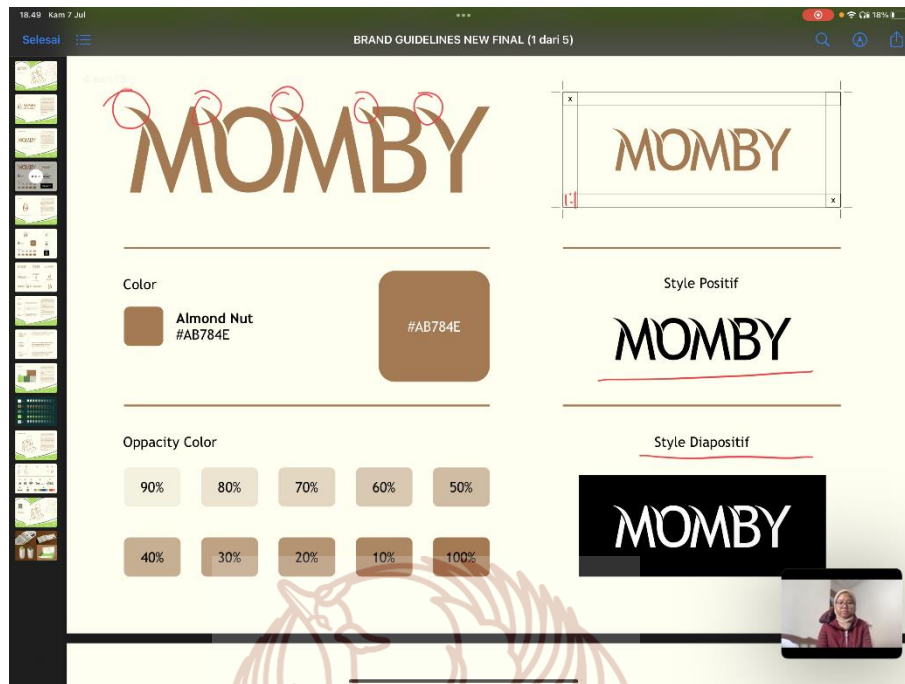 18.49 Kam 7 Jul
18%
Selesai
BRAND GUIDELINES NEW FINAL (1 dari 5)
MOMBY
x
MOMBY
x
Color
Almond Nut
#AB784E
#AB784E
Style Positif
MOMBY
Oppacity Color
90% 80% 70% 60% 50%
40% 30% 20% 10% 100%
Style Diapositif
MOMBY